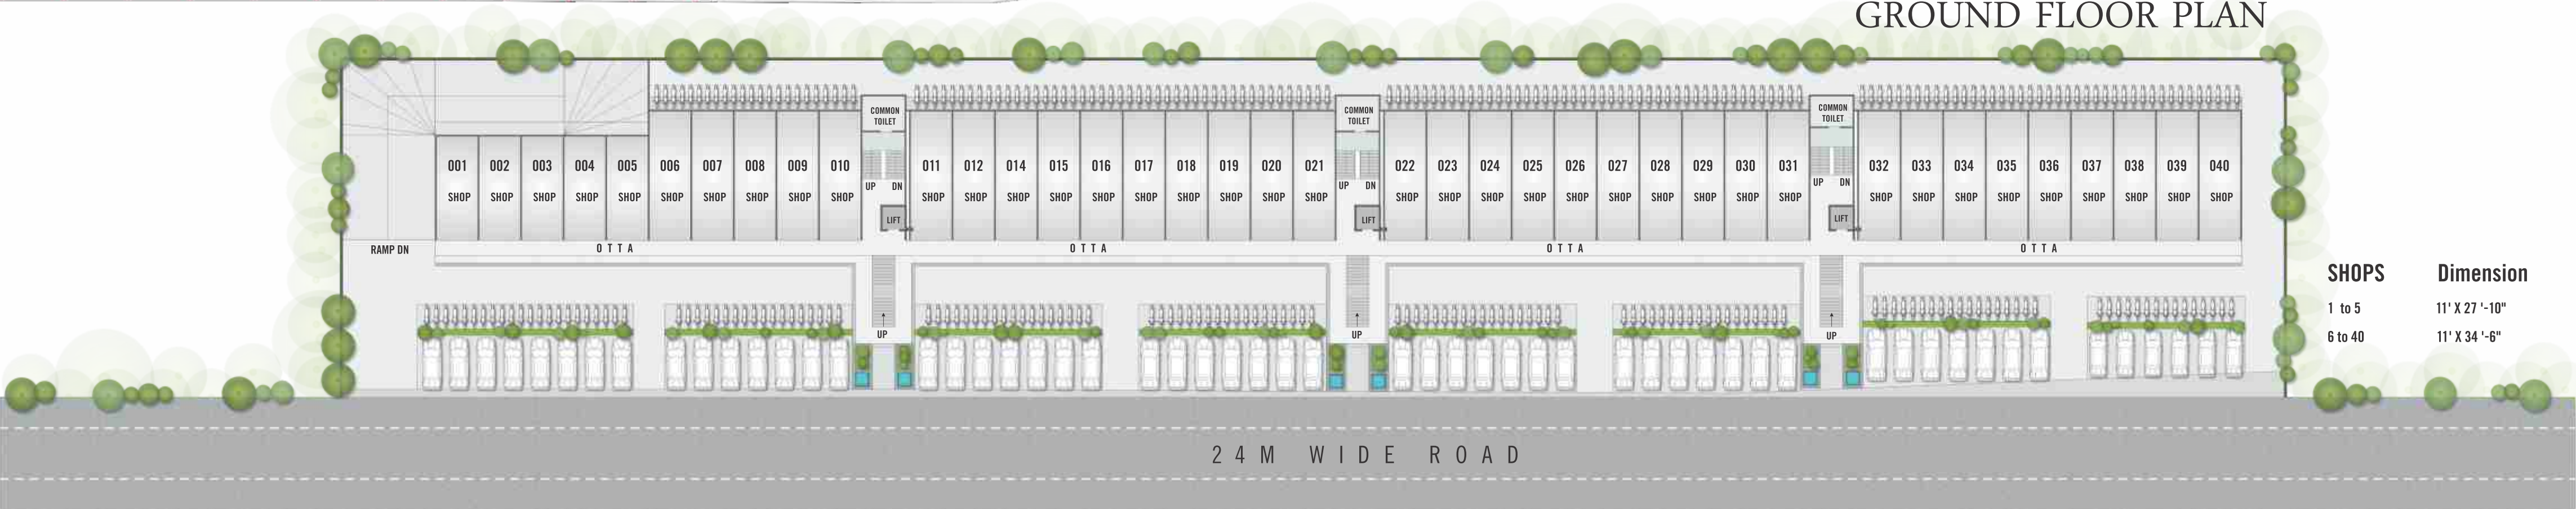 GROUND FLOOR PLAN
COMMON
TOILET
COMMON
TOILET
COMMON
TOILET
001 002 003 004 005 006 007 008 009 010 011 012 014 015 016 017 018 019 020 021 022 023 024 025 026 027 028 029 030 031 032 033 034 035 036 037 038 039 040
UP DN UP DN UP DN
SHOP SHOP SHOP SHOP SHOP SHOP SHOP SHOP SHOP SHOP SHOP SHOP SHOP SHOP SHOP SHOP SHOP SHOP SHOP SHOP SHOP SHOP SHOP SHOP SHOP SHOP SHOP SHOP SHOP SHOP SHOP SHOP SHOP SHOP SHOP SHOP SHOP SHOP SHOP
LIFT LIFT LIFT
RAMP DN OTTA OTTA OTTA OTTA
SHOPS Dimension
1 to 5 11' X 27 '-10"
6 to 40 11' X 34 '-6"
UP UP UP
24M WIDE ROAD